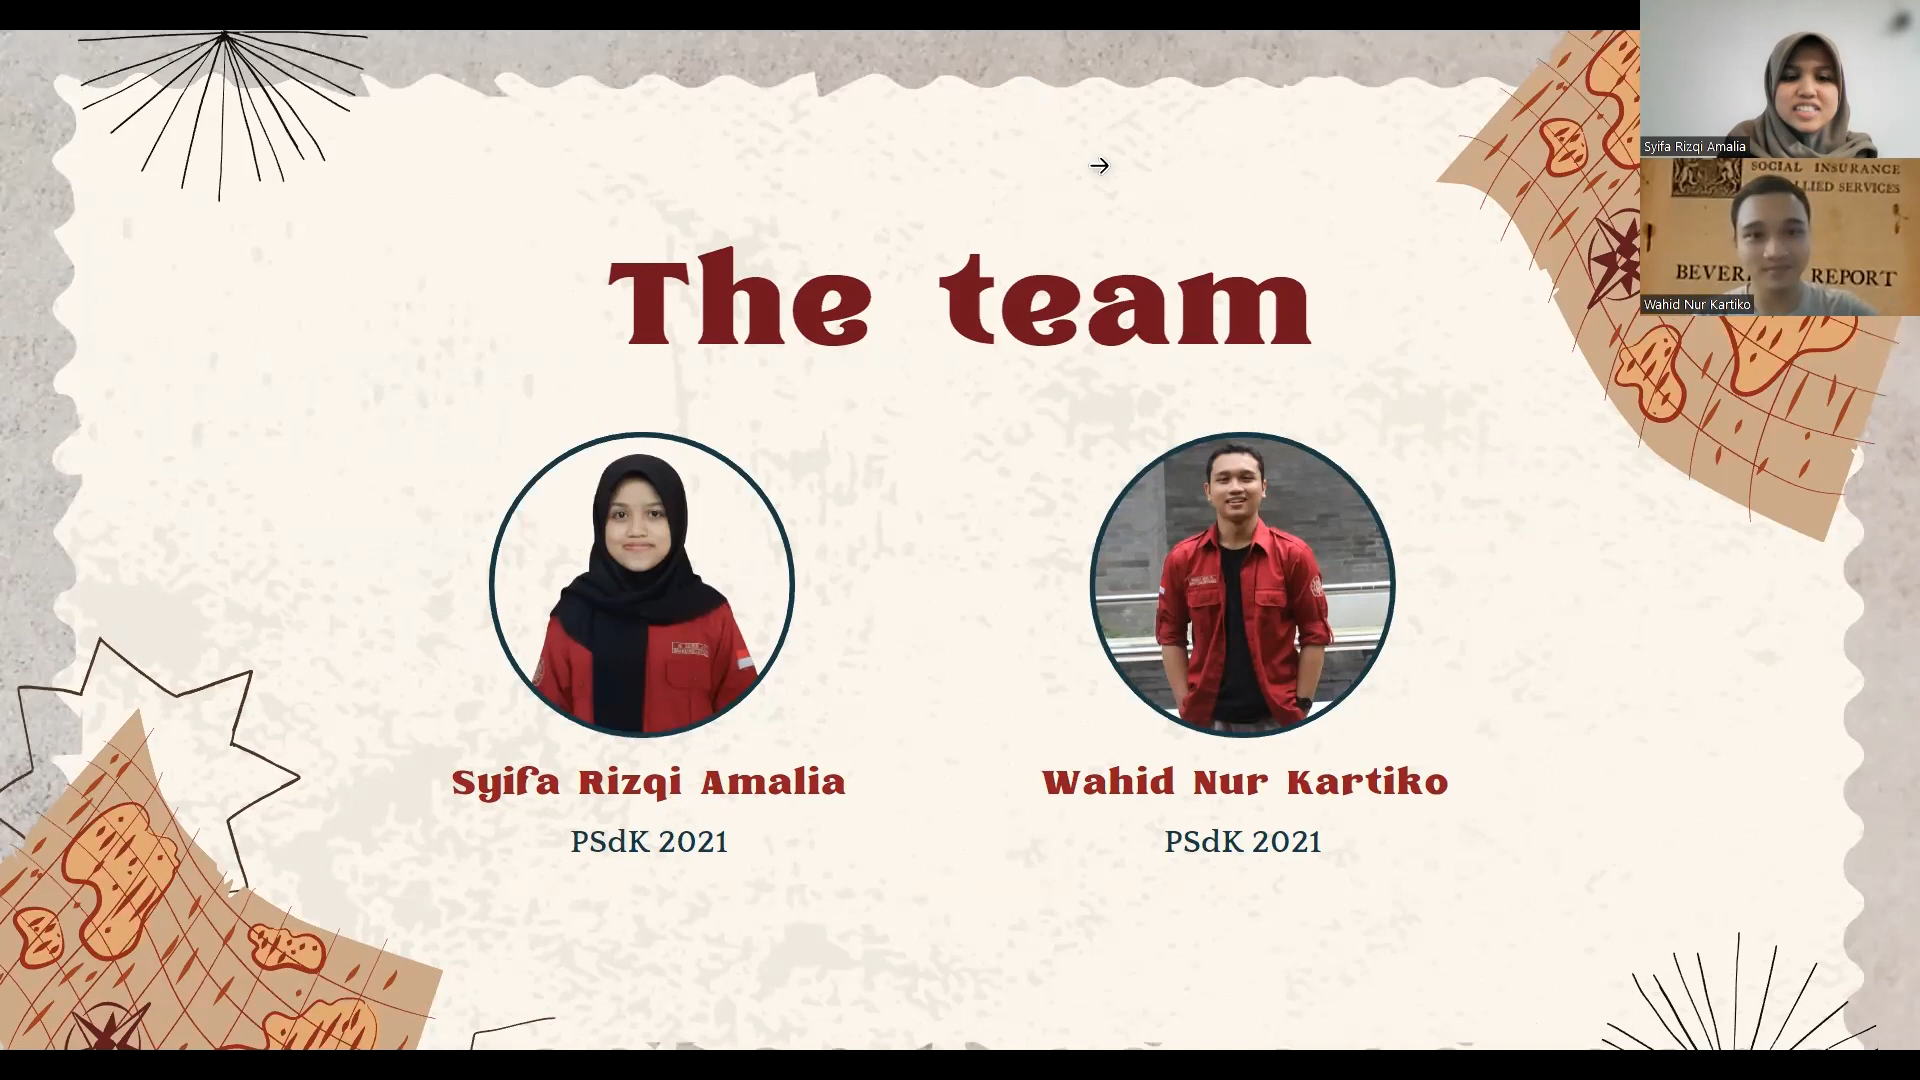 The team
Syifa Rizqi Amalia
PSdK 2021
Wahid Nur Kartiko
PSdK 2021
Syifa Rizqi Amalia
SOCIAL INSURANCE
LLIED SERVICES
BEVER
REPORT
Wahid Nur Kartiko